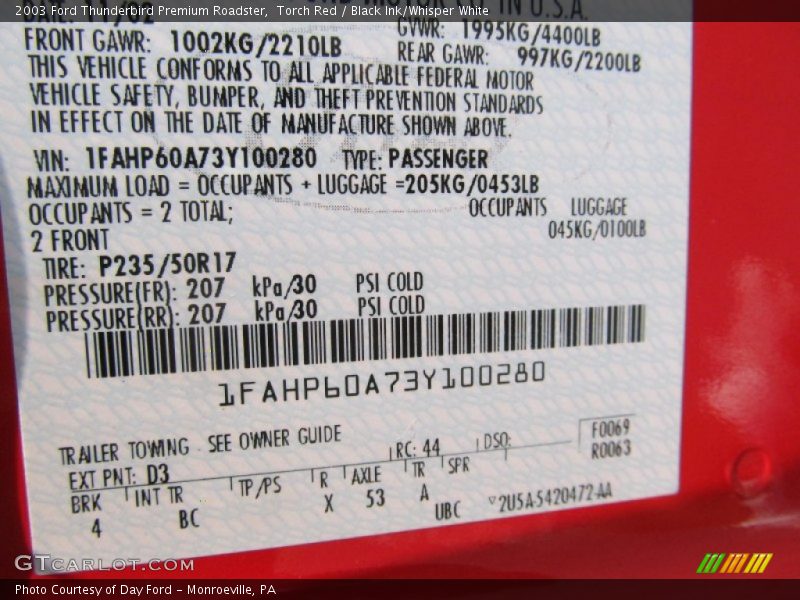 2003 Ford Thunderbird Premium Roadster,  Torch Red / Black Ink/Whisper White
DATE: 11/02 IN U.S.A.
FRONT GAWR: 1002KG/2210LB GVWR: 1995KG/4400LB
REAR GAWR: 997KG/2200LB
THIS VEHICLE CONFORMS TO ALL APPLICABLE FEDERAL MOTOR
VEHICLE SAFETY, BUMPER, AND THEFT PREVENTION STANDARDS
IN EFFECT ON THE DATE OF MANUFACTURE SHOWN ABOVE.
VIN: 1FAHP60A73Y100280 TYPE: PASSENGER
MAXIMUM LOAD = OCCUPANTS + LUGGAGE =205KG/0453LB
OCCUPANTS = 2 TOTAL; OCCUPANTS LUGGAGE
2 FRONT 045KG/0100LB
TIRE: P235/50R17
PRESSURE(FR): 207 kPa/30 PSI COLD
PRESSURE(RR): 207 kPa/30 PSI COLD
1FAHP60A73Y100280
TRAILER TOWING - SEE OWNER GUIDE
EXT PNT: D3 RC: 44 DSO: F0069
R0063
BRK INT TR TP/PS R AXLE TR SPR
4 BC X 53 A UBC 2U5A-5420472-AA
GTCARLOT.COM
Photo Courtesy of Day Ford – Monroeville, PA